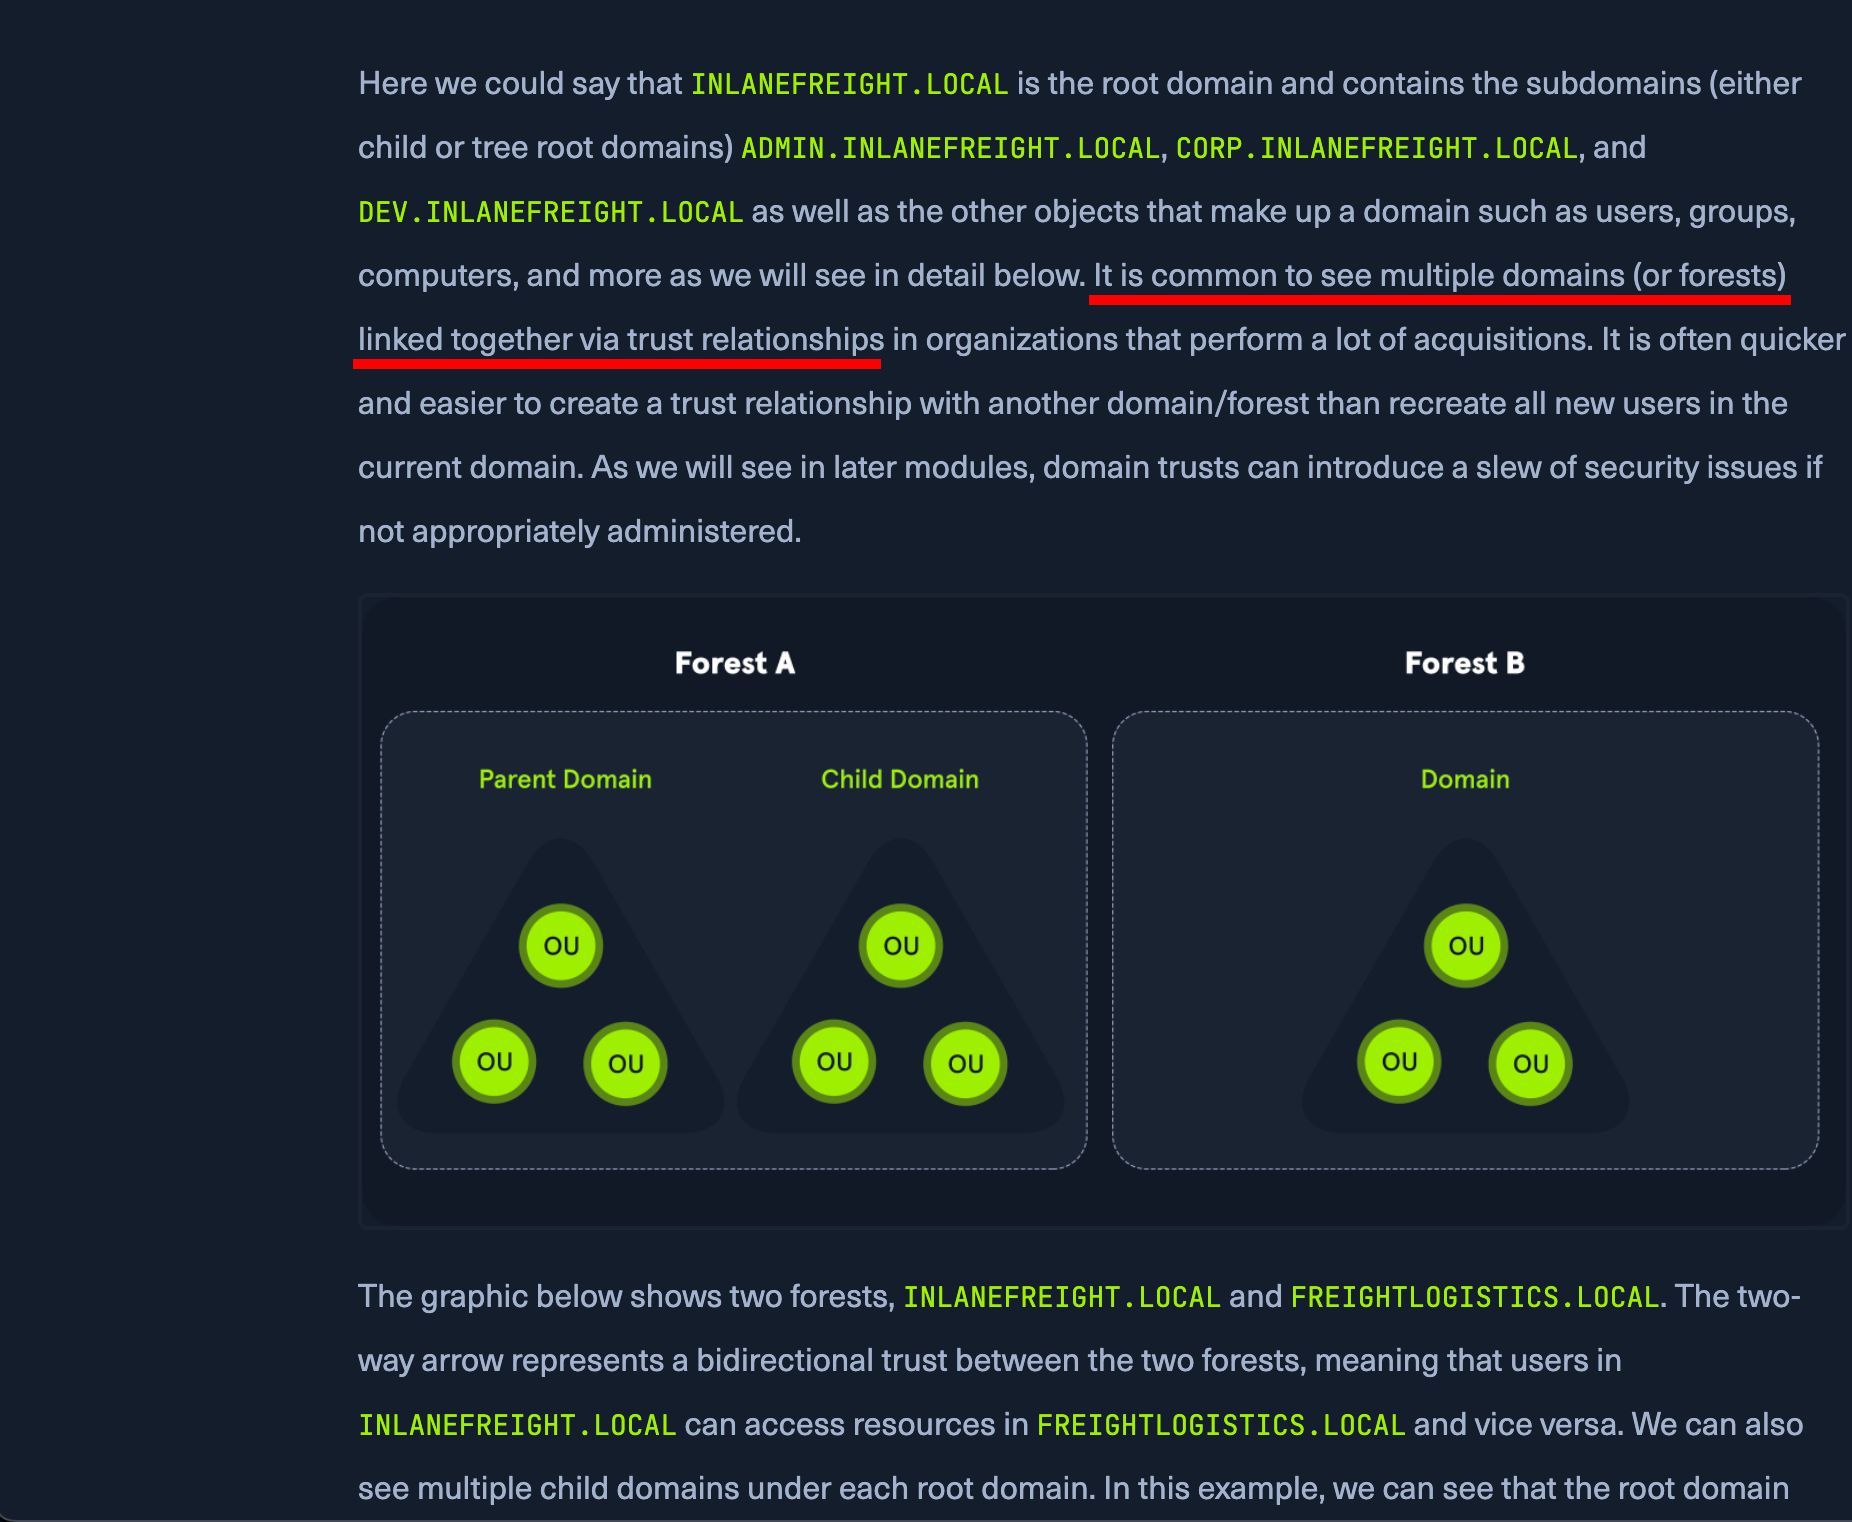 Here we could say that INLANEFREIGHT.LOCAL is the root domain and contains the subdomains (either
child or tree root domains) ADMIN.INLANEFREIGHT.LOCAL, CORP.INLANEFREIGHT.LOCAL, and
DEV.INLANEFREIGHT.LOCAL as well as the other objects that make up a domain such as users, groups,
computers, and more as we will see in detail below. It is common to see multiple domains (or forests)
linked together via trust relationships in organizations that perform a lot of acquisitions. It is often quicker
and easier to create a trust relationship with another domain/forest than recreate all new users in the
current domain. As we will see in later modules, domain trusts can introduce a slew of security issues if
not appropriately administered.
Forest A
Parent Domain
Child Domain
OU
OU
OU
OU
OU
OU
Forest B
Domain
OU
OU
OU
The graphic below shows two forests, INLANEFREIGHT.LOCAL and FREIGHTLOGISTICS.LOCAL. The two-
way arrow represents a bidirectional trust between the two forests, meaning that users in
INLANEFREIGHT.LOCAL can access resources in FREIGHTLOGISTICS.LOCAL and vice versa. We can also
see multiple child domains under each root domain. In this example, we can see that the root domain